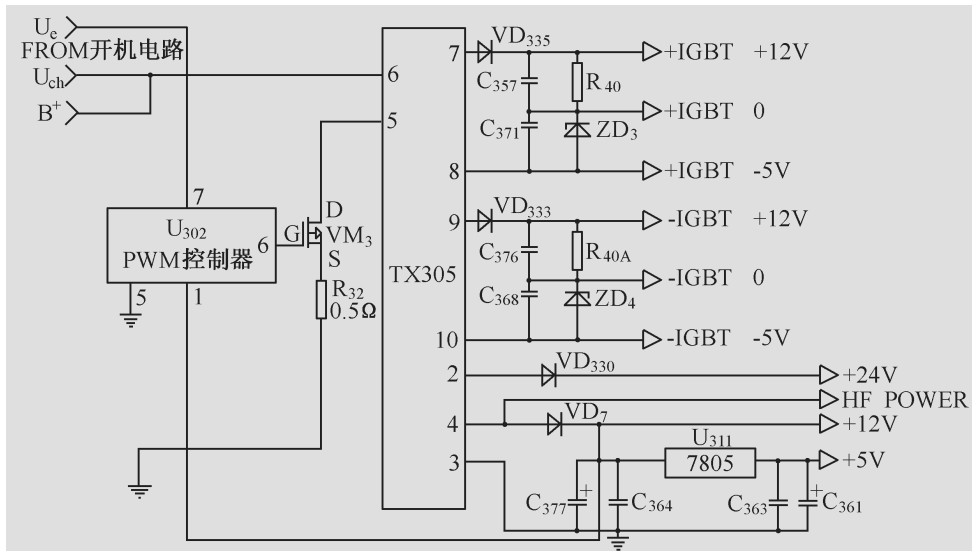 Ue
FROM开机电路
Uch
B+
7
U302
PWM控制器
6
5
1
G
D
VM3
S
R32
0.5Ω
6
5
TX305
7
8
9
10
2
4
3
VD335
C357
R40
C371
ZD3
+IGBT +12V
+IGBT 0
+IGBT -5V
VD333
C376
R40A
C368
ZD4
-IGBT +12V
-IGBT 0
-IGBT -5V
VD330
+24V
HF POWER
VD7
+12V
U311
7805
+5V
C377
+
C364
C363
+
C361